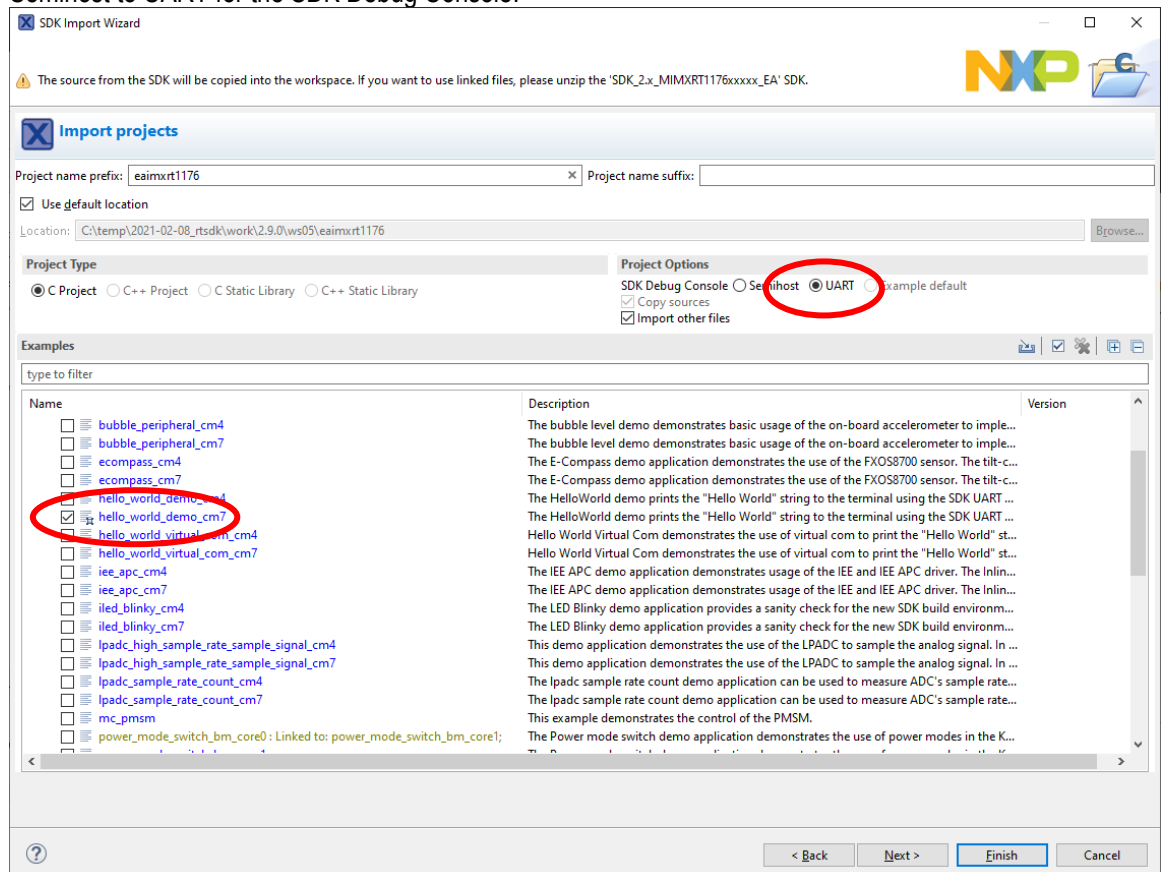 Semihost to UART for the SDK Debug Console.
SDK Import Wizard
The source from the SDK will be copied into the workspace. If you want to use linked files, please unzip the 'SDK_2.x_MIMXRT1176xxxxx_EA' SDK.
NXP
Import projects
Project name prefix: eaimxrt1176 Project name suffix:
Use default location
Location: C:\temp\2021-02-08_rtsdk\work\2.9.0\ws05\eaimxrt1176 Browse...
Project Type Project Options
C Project C++ Project C Static Library C++ Static Library SDK Debug Console Semihost UART Example default
Copy sources
Import other files
Examples
type to filter
Name Description Version
bubble_peripheral_cm4 The bubble level demo demonstrates basic usage of the on-board accelerometer to imple...
bubble_peripheral_cm7 The bubble level demo demonstrates basic usage of the on-board accelerometer to imple...
ecompass_cm4 The E-Compass demo application demonstrates the use of the FXOS8700 sensor. The tilt-c...
ecompass_cm7 The E-Compass demo application demonstrates the use of the FXOS8700 sensor. The tilt-c...
hello_world_demo_cm4 The HelloWorld demo prints the "Hello World" string to the terminal using the SDK UART ...
hello_world_demo_cm7 The HelloWorld demo prints the "Hello World" string to the terminal using the SDK UART ...
hello_world_virtual_com_cm4 Hello World Virtual Com demonstrates the use of virtual com to print the "Hello World" st...
hello_world_virtual_com_cm7 Hello World Virtual Com demonstrates the use of virtual com to print the "Hello World" st...
iee_apc_cm4 The IEE APC demo application demonstrates usage of the IEE and IEE APC driver. The Inlin...
iee_apc_cm7 The IEE APC demo application demonstrates usage of the IEE and IEE APC driver. The Inlin...
iled_blinky_cm4 The LED Blinky demo application provides a sanity check for the new SDK build environm...
iled_blinky_cm7 The LED Blinky demo application provides a sanity check for the new SDK build environm...
lpadc_high_sample_rate_sample_signal_cm4 This demo application demonstrates the use of the LPADC to sample the analog signal. In ...
lpadc_high_sample_rate_sample_signal_cm7 This demo application demonstrates the use of the LPADC to sample the analog signal. In ...
lpadc_sample_rate_count_cm4 The lpadc sample rate count demo application can be used to measure ADC's sample rate...
lpadc_sample_rate_count_cm7 The lpadc sample rate count demo application can be used to measure ADC's sample rate...
mc_pmsm This example demonstrates the control of the PMSM.
power_mode_switch_bm_core0 : Linked to: power_mode_switch_bm_core1; The Power mode switch demo application demonstrates the use of power modes in the K...
< Back Next > Finish Cancel